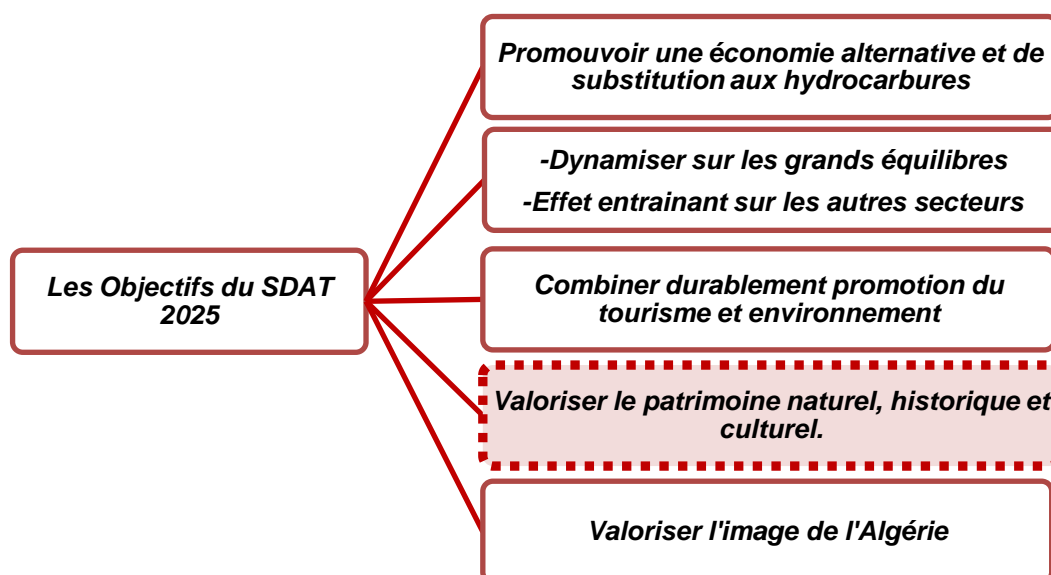 Promouvoir une économie alternative et de
substitution aux hydrocarbures
-Dynamiser sur les grands équilibres
-Effet entrainant sur les autres secteurs
Les Objectifs du SDAT
2025
Combiner durablement promotion du
tourisme et environnement
Valoriser le patrimoine naturel, historique et
culturel.
Valoriser l'image de l'Algérie